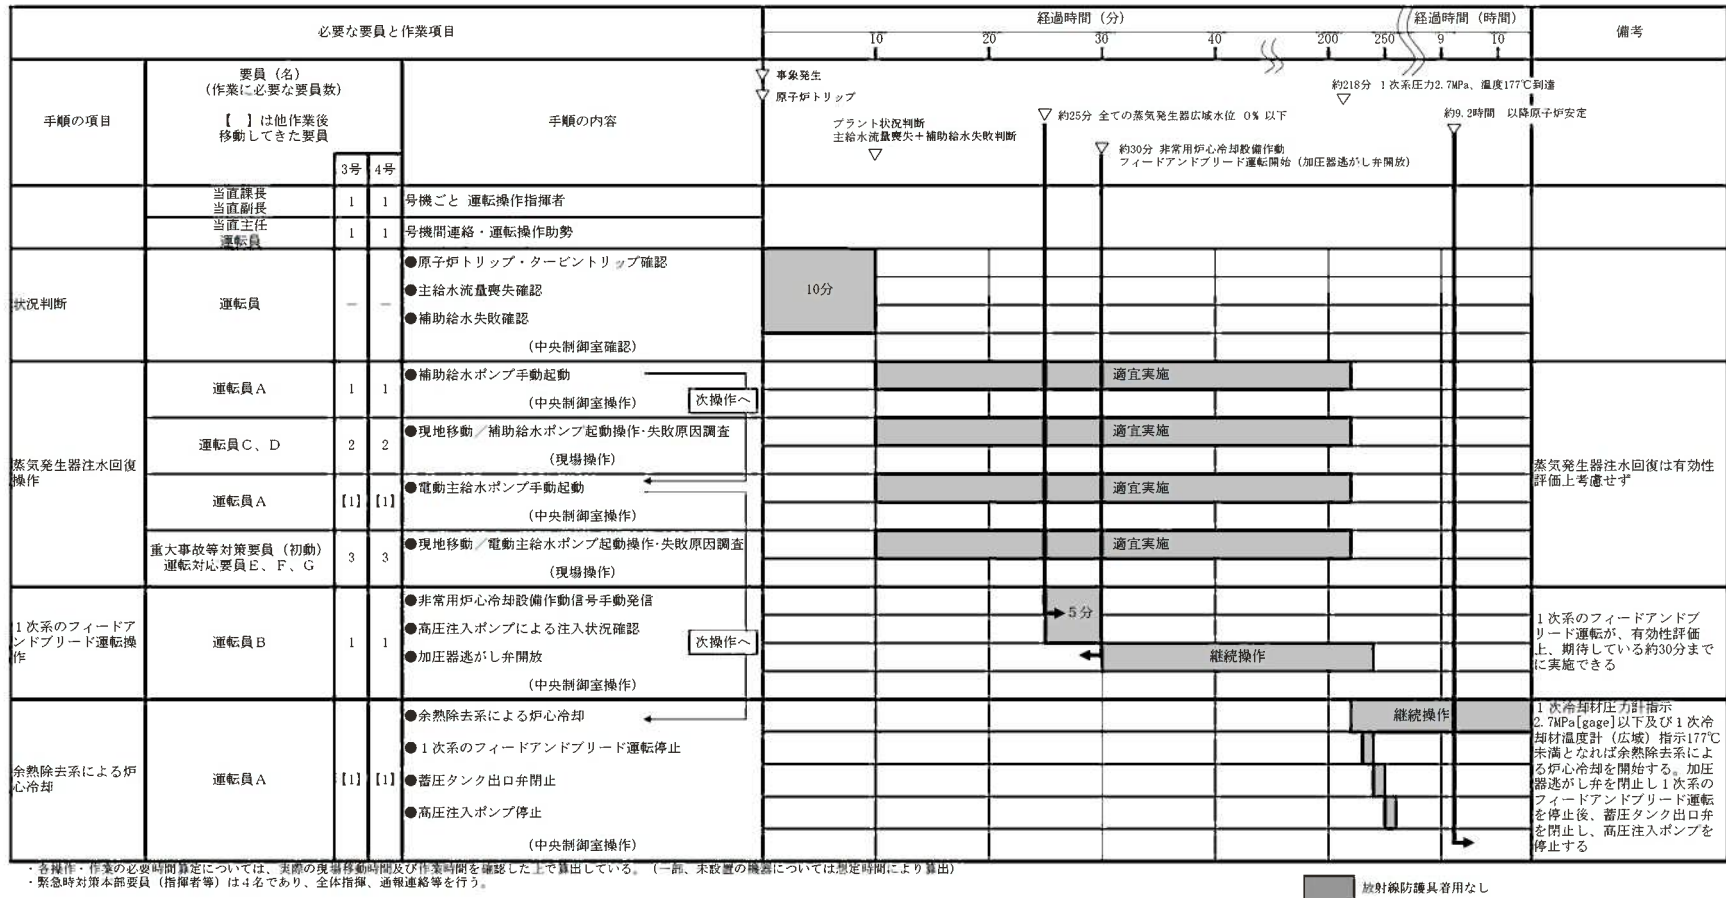 必要な要員と作業項目
経過時間（分）
経過時間（時間）
備考
10
20
30
40
200
250
9
10
手順の項目
要員（名）
（作業に必要な要員数）
【　】は他作業後
移動してきた要員
3号
4号
手順の内容
事象発生
原子炉トリップ
プラント状況判断
主給水流量喪失＋補助給水失敗判断
約25分 全ての蒸気発生器広域水位 0％以下
約30分 非常用炉心冷却設備作動
フィードアンドブリード運転開始（加圧器逃がし弁開放）
約218分 1次系圧力2.7MPa、温度177℃到達
約9.2時間　以降原子炉安定
当直課長
当直副長
1
1
号機ごと 運転操作指揮者
当直主任
運転員
1
1
号機間連絡・運転操作助勢
状況判断
運転員
－
－
●原子炉トリップ・タービントリップ確認
●主給水流量喪失確認
●補助給水失敗確認
（中央制御室確認）
10分
蒸気発生器注水回復
操作
運転員A
1
1
●補助給水ポンプ手動起動
（中央制御室操作）
次操作へ
適宜実施
運転員C、D
2
2
●現地移動／補助給水ポンプ起動操作・失敗原因調査
（現場操作）
適宜実施
運転員A
【1】
【1】
●電動主給水ポンプ手動起動
（中央制御室操作）
適宜実施
重大事故等対策要員（初動）
運転対応要員E、F、G
3
3
●現地移動／電動主給水ポンプ起動操作・失敗原因調査
（現場操作）
適宜実施
蒸気発生器注水回復は有効性
評価上考慮せず
1次系のフィードア
ンドブリード運転操
作
運転員B
1
1
●非常用炉心冷却設備作動信号手動発信
●高圧注入ポンプによる注入状況確認
●加圧器逃がし弁開放
（中央制御室操作）
次操作へ
5分
継続操作
1次系のフィードアンドブ
リード運転が、有効性評価
上、期待している約30分まで
に実施できる
余熱除去系による炉
心冷却
運転員A
【1】
【1】
●余熱除去系による炉心冷却
●1次系のフィードアンドブリード運転停止
●蓄圧タンク出口弁閉止
●高圧注入ポンプ停止
（中央制御室操作）
継続操作
1次冷却材圧力計指示
2.7MPa[gage]以下及び1次冷
却材温度計（広域）指示177℃
未満となれば余熱除去系によ
る炉心冷却を開始する。加圧
器逃がし弁を閉止し1次系の
フィードアンドブリード運転
を停止後、蓄圧タンク出口弁
を閉止し、高圧注入ポンプを
停止する
・各操作・作業の必要時間算定については、実際の現場移動時間及び作業時間を確認した上で算出している。（一部、未設置の機器については想定時間により算出）
・緊急時対策本部要員（指揮者等）は4名であり、全体指揮、通報連絡等を行う。
放射線防護具着用なし